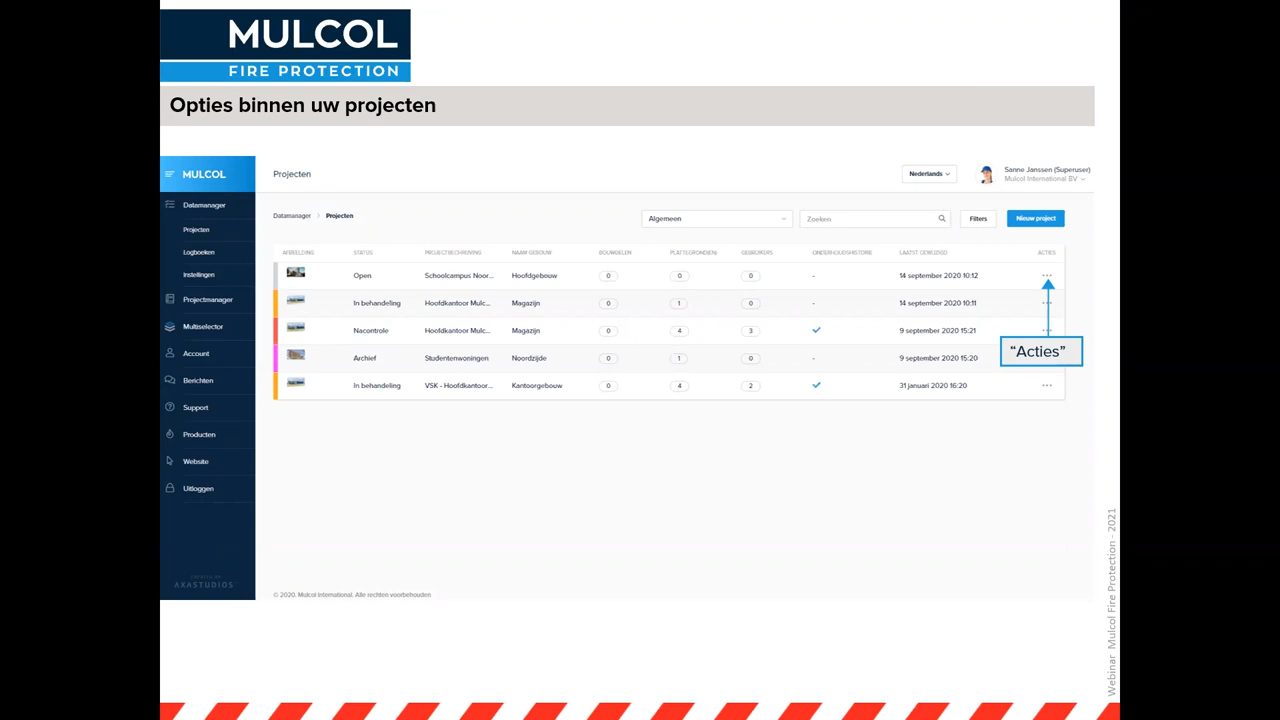 MULCOL
FIRE PROTECTION
Opties binnen uw projecten
MULCOL
Projecten
Nederlands
Sanne Janssen (Superuser)
Mulcol International BV
Datamanager
Projecten
Logboeken
Instellingen
Projectmanager
Multiselector
Account
Berichten
Support
Producten
Website
Uitloggen
CREATED BY
AXASTUDIOS
Datamanager > Projecten
Algemeen
Zoeken
Filters
Nieuw project
AFBEELDING STATUS PROJECTBESCHRIJVING NAAM GEBOUW BOUWDELEN PLATTEGRONDEN GEBRUIKERS ONDERHOUDSHISTORIE LAATST GEWIJZIGD ACTIES
Open Schoolcampus Noor... Hoofdgebouw 0 0 0 - 14 september 2020 10:12 ...
In behandeling Hoofdkantoor Mulc... Magazijn 0 1 0 - 14 september 2020 10:11 ...
Nacontrole Hoofdkantoor Mulc... Magazijn 0 4 3 9 september 2020 15:21 ...
Archief Studentenwoningen Noordzijde 0 1 0 - 9 september 2020 15:20
In behandeling VSK - Hoofdkantoor... Kantoorgebouw 0 4 2 31 januari 2020 16:20 ...
“Acties”
© 2020. Mulcol International. Alle rechten voorbehouden
Webinar Mulcol Fire Protection - 2021